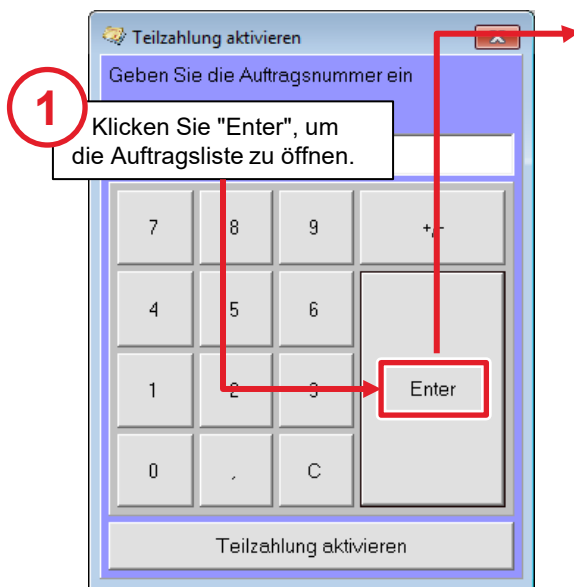 Teilzahlung aktivieren
Geben Sie die Auftragsnummer ein
1
Klicken Sie "Enter", um
die Auftragsliste zu öffnen.
7 8 9 +/-
4 5 6
1 2 3 Enter
0 , C
Teilzahlung aktivieren